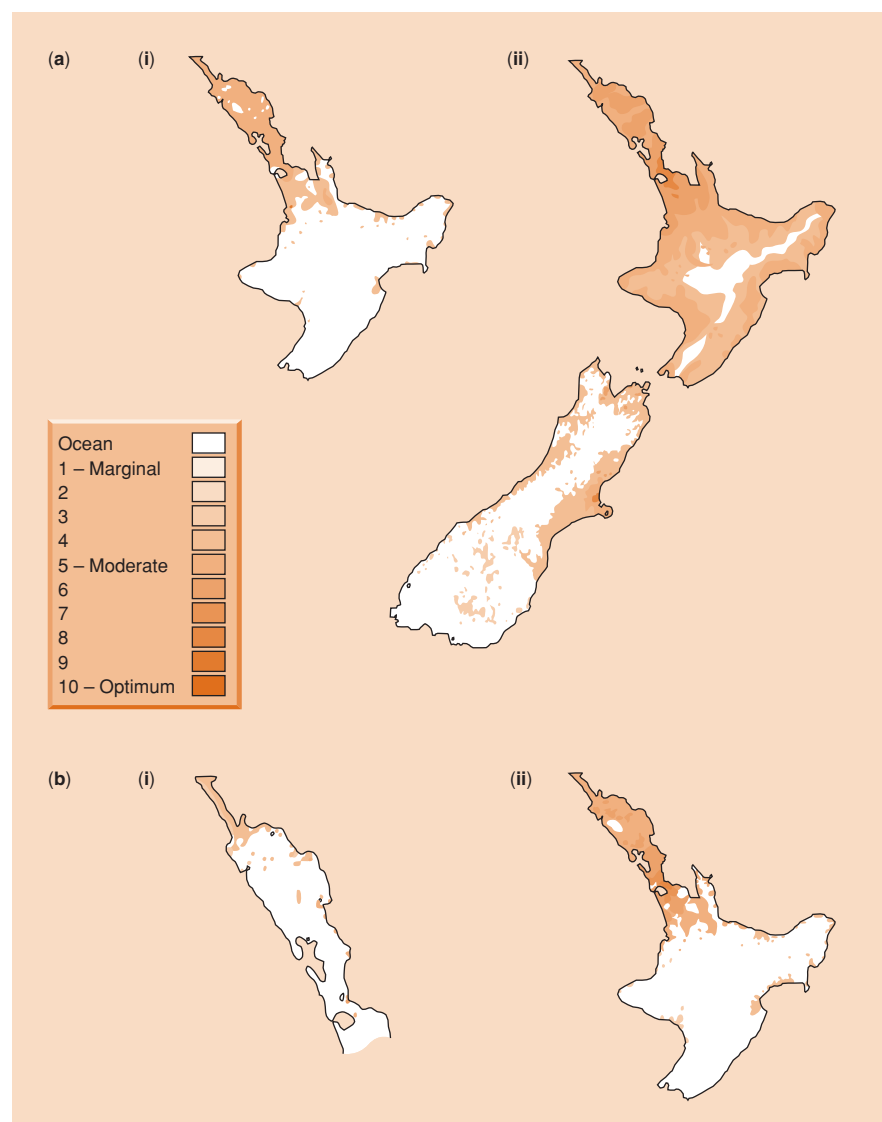 (a) (i) (ii)
Ocean
1 – Marginal
2
3
4
5 – Moderate
6
7
8
9
10 – Optimum
(b) (i) (ii)